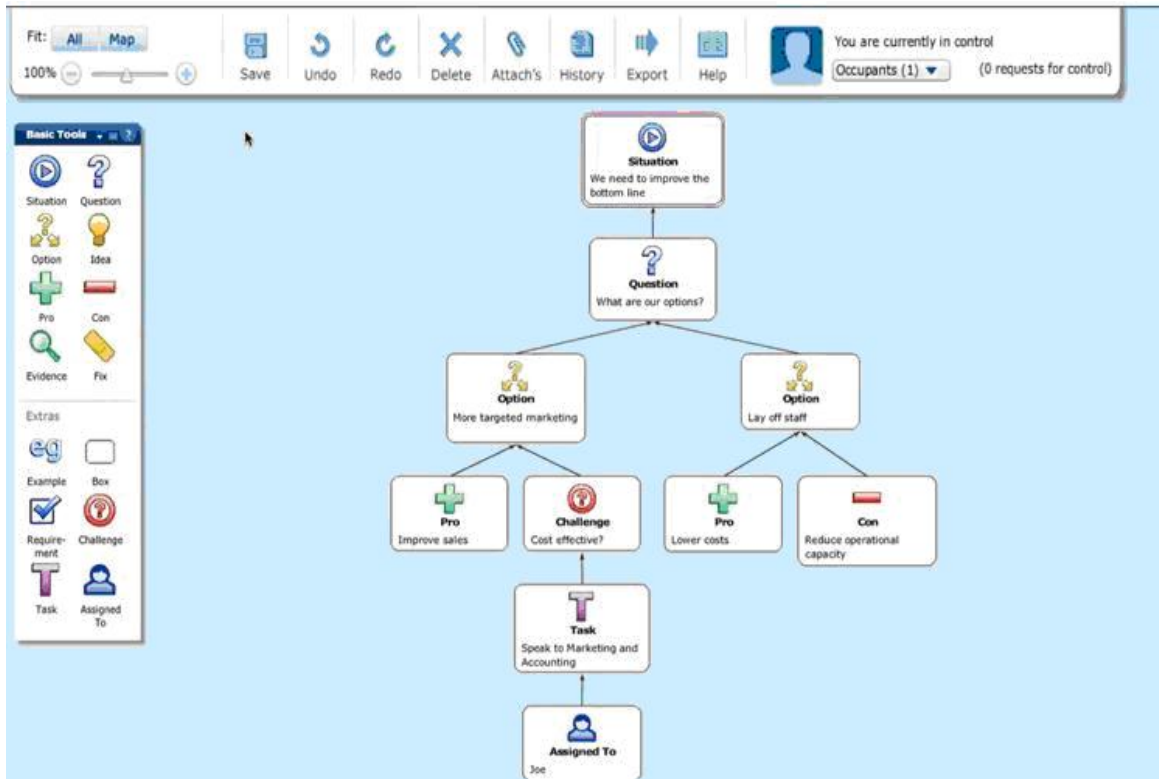 Fit: All Map
100%
Save Undo Redo Delete Attach's History Export Help
You are currently in control
Occupants (1) (0 requests for control)
Basic Tools ?
Situation Question
Option Idea
Pro Con
Evidence Fix
Extras
eg
Example Box
Require-
ment Challenge
T
Task Assigned
To
Situation
We need to improve the
bottom line
Question
What are our options?
Option
More targeted marketing
Option
Lay off staff
Pro
Improve sales
Challenge
Cost effective?
Pro
Lower costs
Con
Reduce operational
capacity
T
Task
Speak to Marketing and
Accounting
Assigned To
Joe